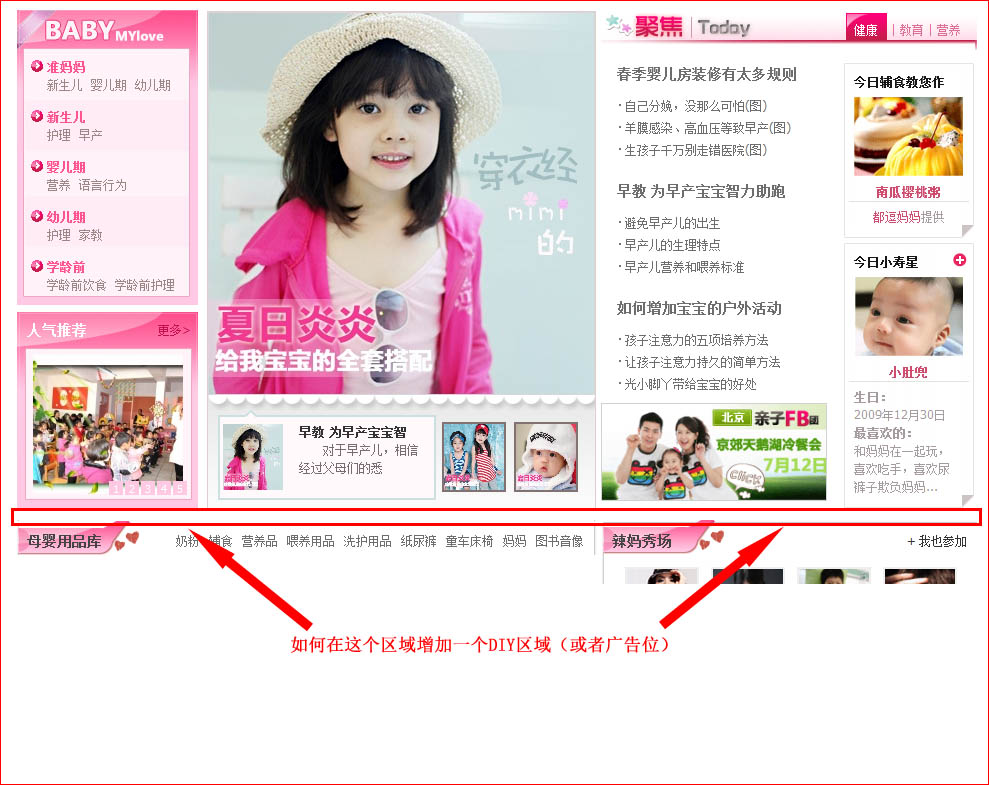 BABY MYlove
准妈妈
新生儿 婴儿期 幼儿期
新生儿
护理 早产
婴儿期
营养 语言行为
幼儿期
护理 家教
学龄前
学龄前饮食 学龄前护理
人气推荐 更多>
1 2 3 4 5
穿衣经
mimi
的
夏日炎炎
给我宝宝的全套搭配
早教 为早产宝宝智
对于早产儿，相信
经过父母们的悉
聚焦 Today
健康 | 教育 | 营养
春季婴儿房装修有太多规则
·自己分娩，没那么可怕(图)
·羊膜感染、高血压等致早产(图)
·生孩子千万别走错医院(图)
早教 为早产宝宝智力助跑
·避免早产儿的出生
·早产儿的生理特点
·早产儿营养和喂养标准
如何增加宝宝的户外活动
·孩子注意力的五项培养方法
·让孩子注意力持久的简单方法
·光小脚丫带给宝宝的好处
北京 亲子FB团
京郊天鹅湖冷餐会
7月12日
Click
今日辅食教您作
南瓜樱桃粥
都逗妈妈提供
今日小寿星
小肚兜
生日：
2009年12月30日
最喜欢的：
和妈妈在一起玩，
喜欢吃手，喜欢尿
裤子欺负妈妈...
母婴用品库
奶粉 辅食 营养品 喂养用品 洗护用品 纸尿裤 童车床椅 妈妈 图书音像
辣妈秀场
+ 我也参加
如何在这个区域增加一个DIY区域（或者广告位）